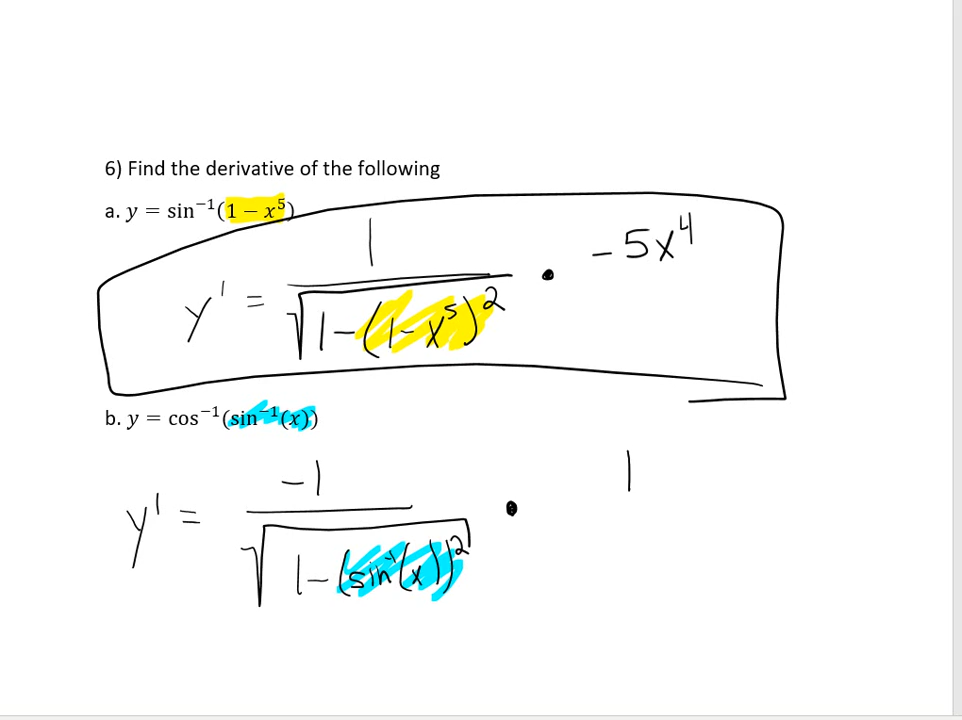 6) Find the derivative of the following
a. y = sin⁻¹(1 − x⁵)
y' = 1/√(1-(1-x⁵)²) • -5x⁴
b. y = cos⁻¹(sin⁻¹(x))
y' = -1/√(1-(sin⁻¹(x))²) • 1